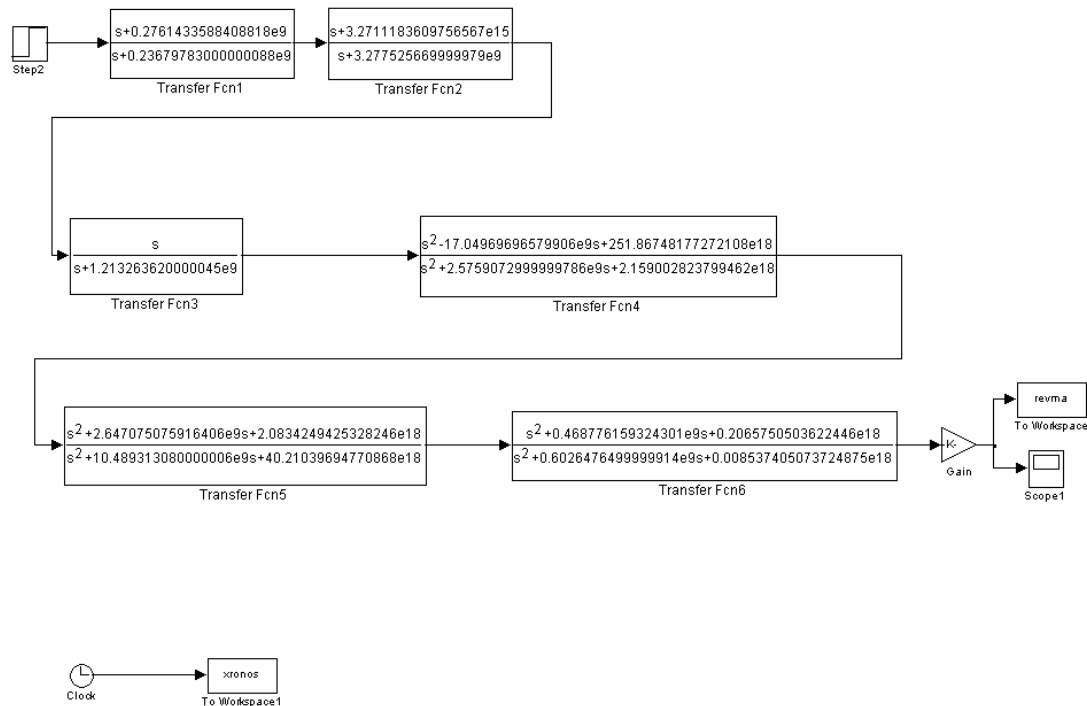 s+0.2761433588408818e9
s+3.2711183609756567e15
s+0.23679783000000088e9
s+3.277525669999979e9
Step2
Transfer Fcn1
Transfer Fcn2
s
s+1.213263620000045e9
Transfer Fcn3
s²-17.04969696579906e9s+251.86748177272108e18
s²+2.5759072999999786e9s+2.159002823799462e18
Transfer Fcn4
s²+2.647075075916406e9s+2.0834249425328246e18
s²+10.489313080000006e9s+40.21039694770868e18
Transfer Fcn5
s²+0.468776159324301e9s+0.2065750503622446e18
s²+0.6026476499999914e9s+0.008537405073724875e18
Transfer Fcn6
-K-
Gain
revma
To Workspace
Scope1
Clock
xronos
To Workspace1